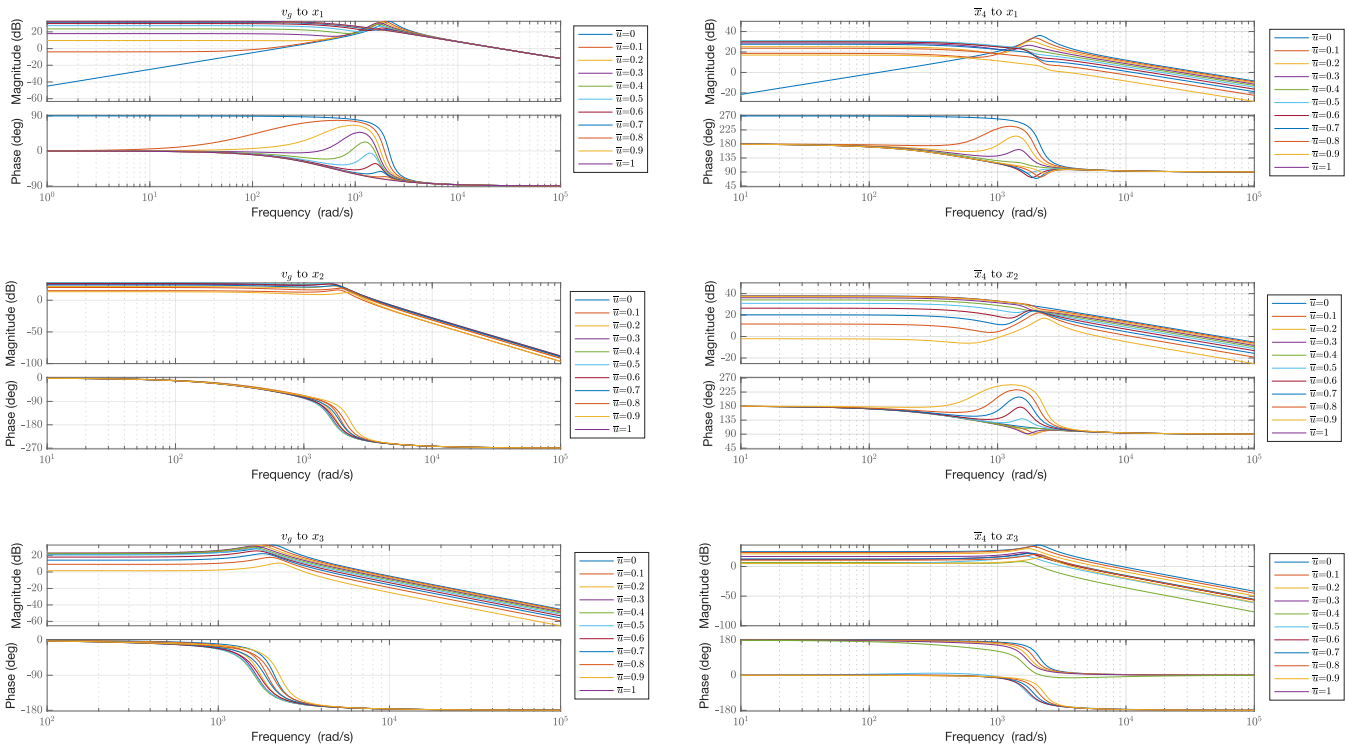 v_g to x_1
Magnitude (dB)
20
0
-20
-40
-60
Phase (deg)
90
0
-90
10^0
10^1
10^2
10^3
10^4
10^5
Frequency (rad/s)
u̅=0
u̅=0.1
u̅=0.2
u̅=0.3
u̅=0.4
u̅=0.5
u̅=0.6
u̅=0.7
u̅=0.8
u̅=0.9
u̅=1
x̅_4 to x_1
Magnitude (dB)
40
20
0
-20
Phase (deg)
270
225
180
135
90
45
10^1
10^2
10^3
10^4
10^5
Frequency (rad/s)
u̅=0
u̅=0.1
u̅=0.2
u̅=0.3
u̅=0.4
u̅=0.5
u̅=0.6
u̅=0.7
u̅=0.8
u̅=0.9
u̅=1
v_g to x_2
Magnitude (dB)
0
-50
-100
Phase (deg)
0
-90
-180
-270
10^1
10^2
10^3
10^4
10^5
Frequency (rad/s)
u̅=0
u̅=0.1
u̅=0.2
u̅=0.3
u̅=0.4
u̅=0.5
u̅=0.6
u̅=0.7
u̅=0.8
u̅=0.9
u̅=1
x̅_4 to x_2
Magnitude (dB)
40
20
0
-20
Phase (deg)
270
225
180
135
90
45
10^1
10^2
10^3
10^4
10^5
Frequency (rad/s)
u̅=0
u̅=0.1
u̅=0.2
u̅=0.3
u̅=0.4
u̅=0.5
u̅=0.6
u̅=0.7
u̅=0.8
u̅=0.9
u̅=1
v_g to x_3
Magnitude (dB)
20
0
-20
-40
-60
Phase (deg)
0
-90
-180
10^2
10^3
10^4
10^5
Frequency (rad/s)
u̅=0
u̅=0.1
u̅=0.2
u̅=0.3
u̅=0.4
u̅=0.5
u̅=0.6
u̅=0.7
u̅=0.8
u̅=0.9
u̅=1
x̅_4 to x_3
Magnitude (dB)
0
-50
-100
Phase (deg)
180
0
-180
10^1
10^2
10^3
10^4
10^5
Frequency (rad/s)
u̅=0
u̅=0.1
u̅=0.2
u̅=0.3
u̅=0.4
u̅=0.5
u̅=0.6
u̅=0.7
u̅=0.8
u̅=0.9
u̅=1